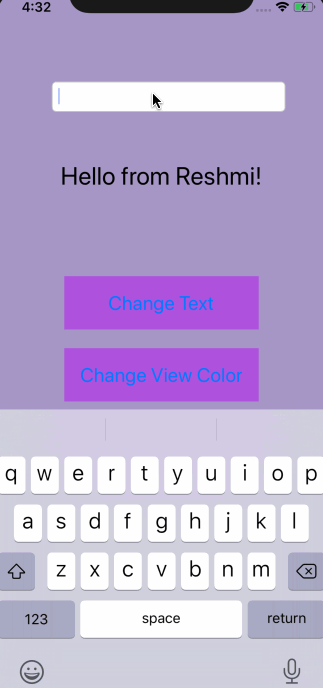 4:32
Hello from Reshmi!
Change Text
Change View Color
q w e r t y u i o p
a s d f g h j k l
z x c v b n m
123 space return